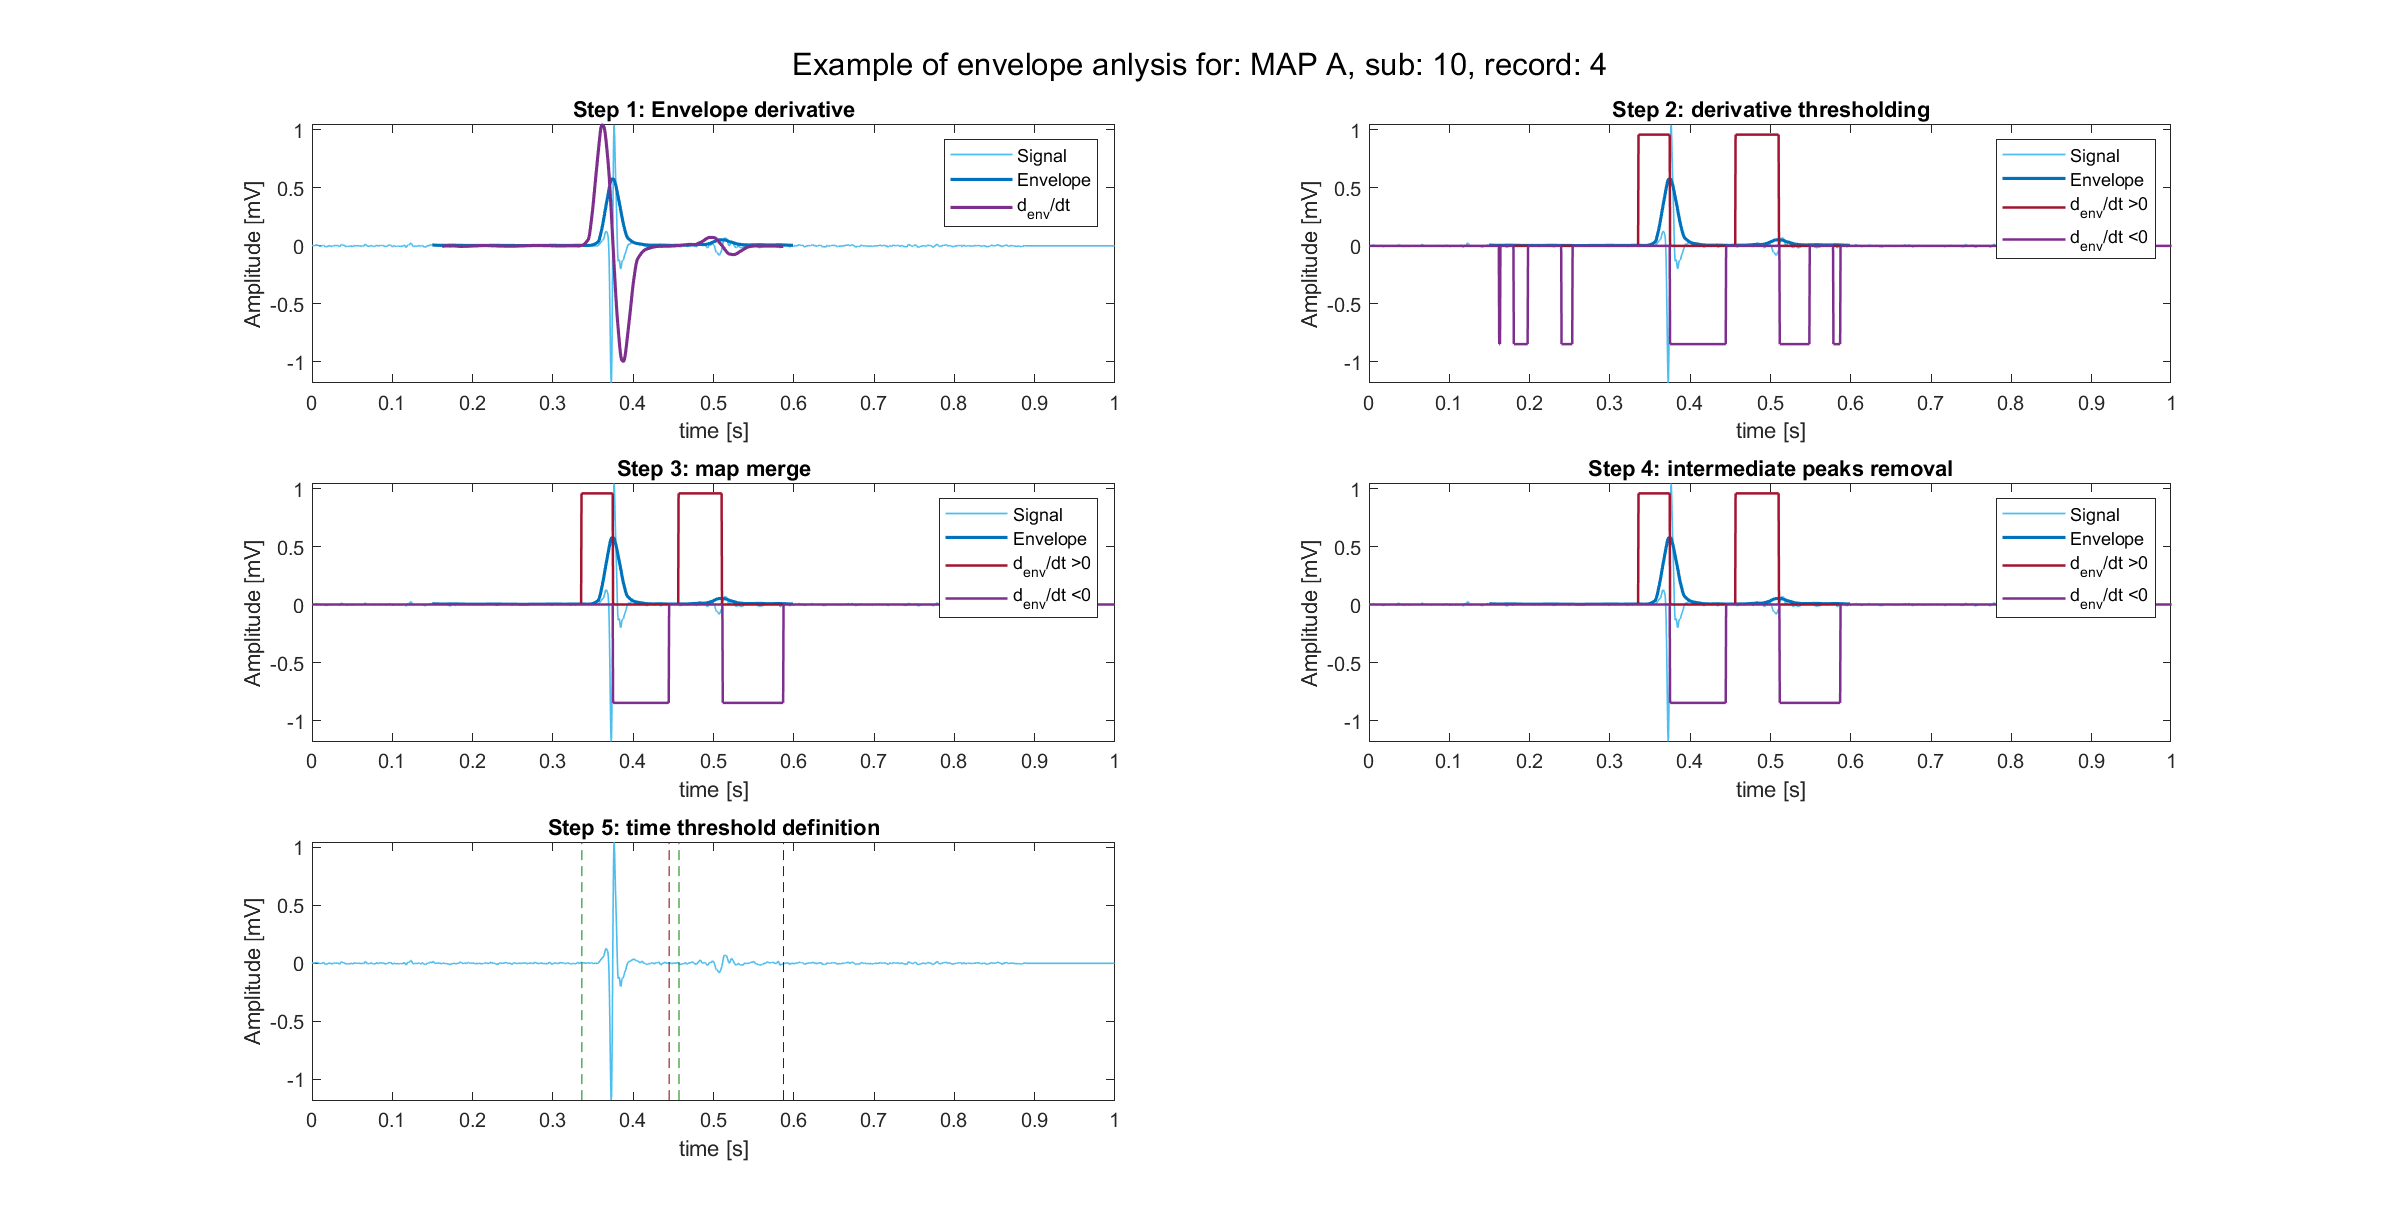 Example of envelope anlysis for: MAP A, sub: 10, record: 4
Step 1: Envelope derivative
Amplitude [mV]
1
0.5
0
-0.5
-1
Signal
Envelope
d_env/dt
0 0.1 0.2 0.3 0.4 0.5 0.6 0.7 0.8 0.9 1
time [s]
Step 2: derivative thresholding
Amplitude [mV]
1
0.5
0
-0.5
-1
Signal
Envelope
d_env/dt >0
d_env/dt <0
0 0.1 0.2 0.3 0.4 0.5 0.6 0.7 0.8 0.9 1
time [s]
Step 3: map merge
Amplitude [mV]
1
0.5
0
-0.5
-1
Signal
Envelope
d_env/dt >0
d_env/dt <0
0 0.1 0.2 0.3 0.4 0.5 0.6 0.7 0.8 0.9 1
time [s]
Step 4: intermediate peaks removal
Amplitude [mV]
1
0.5
0
-0.5
-1
Signal
Envelope
d_env/dt >0
d_env/dt <0
0 0.1 0.2 0.3 0.4 0.5 0.6 0.7 0.8 0.9 1
time [s]
Step 5: time threshold definition
Amplitude [mV]
1
0.5
0
-0.5
-1
0 0.1 0.2 0.3 0.4 0.5 0.6 0.7 0.8 0.9 1
time [s]